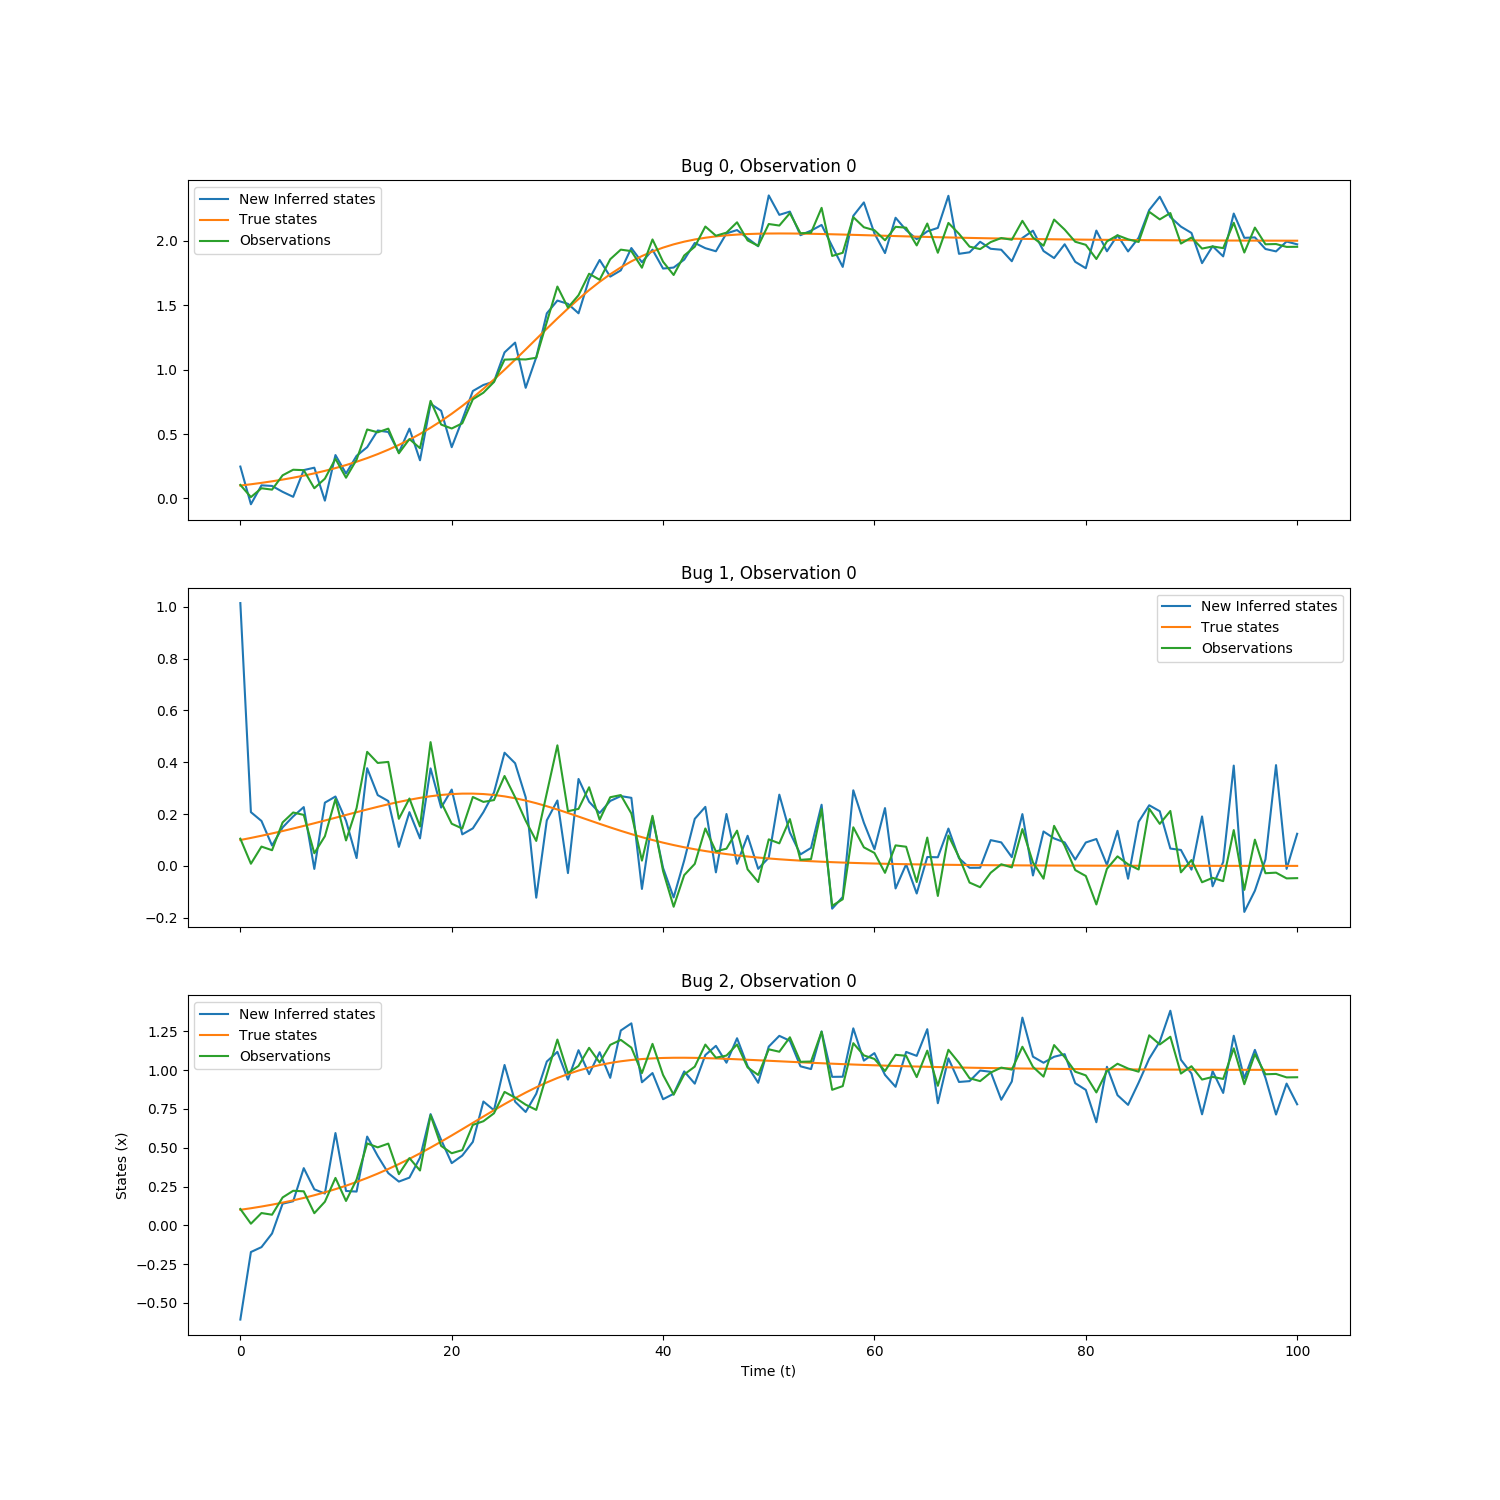 Bug 0, Observation 0
New Inferred states
True states
Observations
2.0
1.5
1.0
0.5
0.0
Bug 1, Observation 0
New Inferred states
True states
Observations
1.0
0.8
0.6
0.4
0.2
0.0
−0.2
Bug 2, Observation 0
New Inferred states
True states
Observations
1.25
1.00
0.75
0.50
0.25
0.00
−0.25
−0.50
States (x)
0 20 40 60 80 100
Time (t)